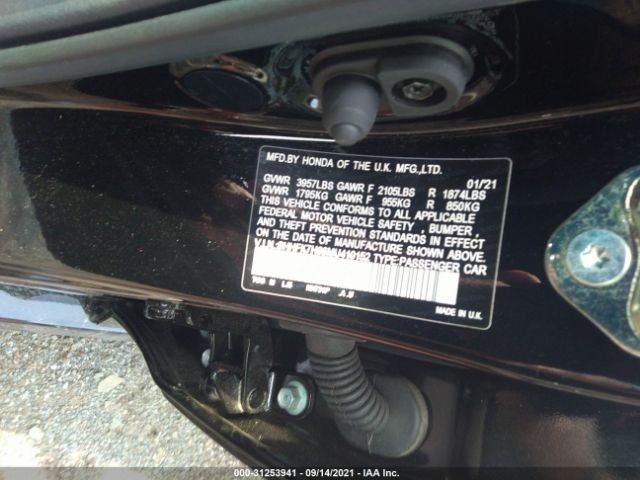 MFD.BY HONDA OF THE U.K. MFG.,LTD.
GVWR 3957LBS GAWR F 2105LBS R 1874LBS 01/21
GVWR 1795KG GAWR F 955KG R 850KG
THIS VEHICLE CONFORMS TO ALL APPLICABLE
FEDERAL MOTOR VEHICLE SAFETY , BUMPER ,
AND THEFT PREVENTION STANDARDS IN
EFFECT ON THE DATE OF MANUFACTURE SHOWN ABOVE.
V.I.N. TYPE:PASSENGER CAR
MADE IN U.K.
000-31253941 - 09/14/2021 - IAA Inc.